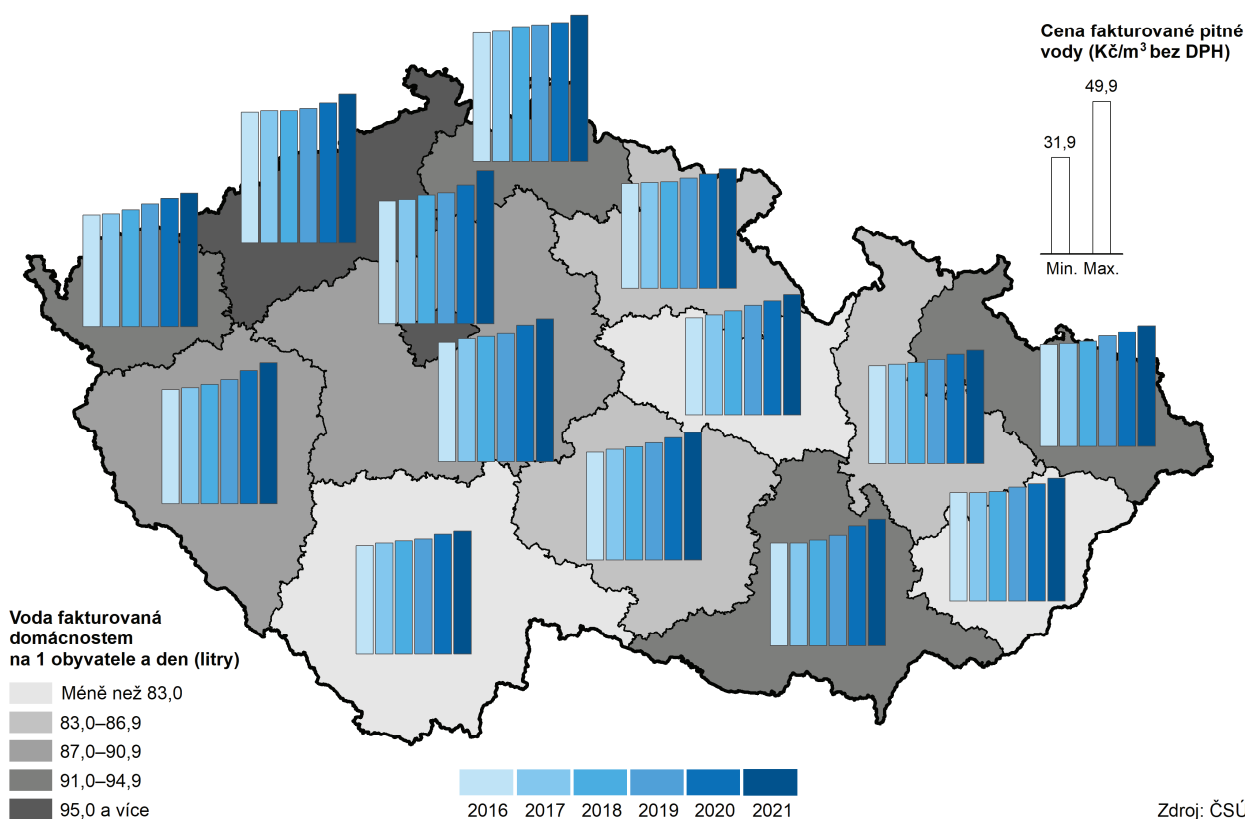 Cena fakturované pitné
vody (Kč/m³ bez DPH)
49,9
31,9
Min. Max.
Voda fakturovaná
domácnostem
na 1 obyvatele a den (litry)
Méně než 83,0
83,0–86,9
87,0–90,9
91,0–94,9
95,0 a více
2016 2017 2018 2019 2020 2021
Zdroj: ČSÚ